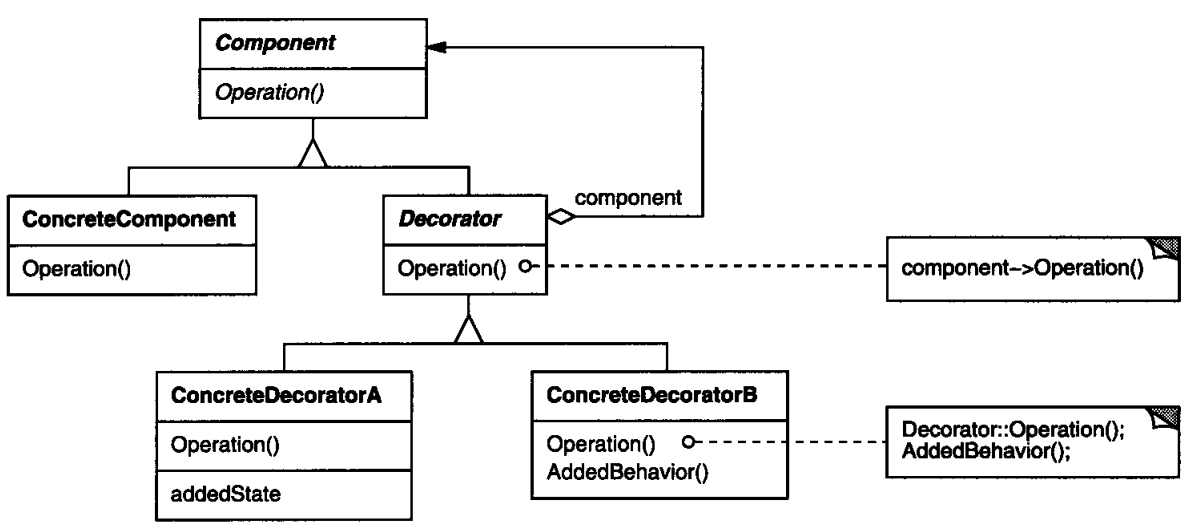 Component
Operation()
ConcreteComponent
Operation()
Decorator
Operation()
component
component->Operation()
ConcreteDecoratorA
Operation()
addedState
ConcreteDecoratorB
Operation()
AddedBehavior()
Decorator::Operation();
AddedBehavior();